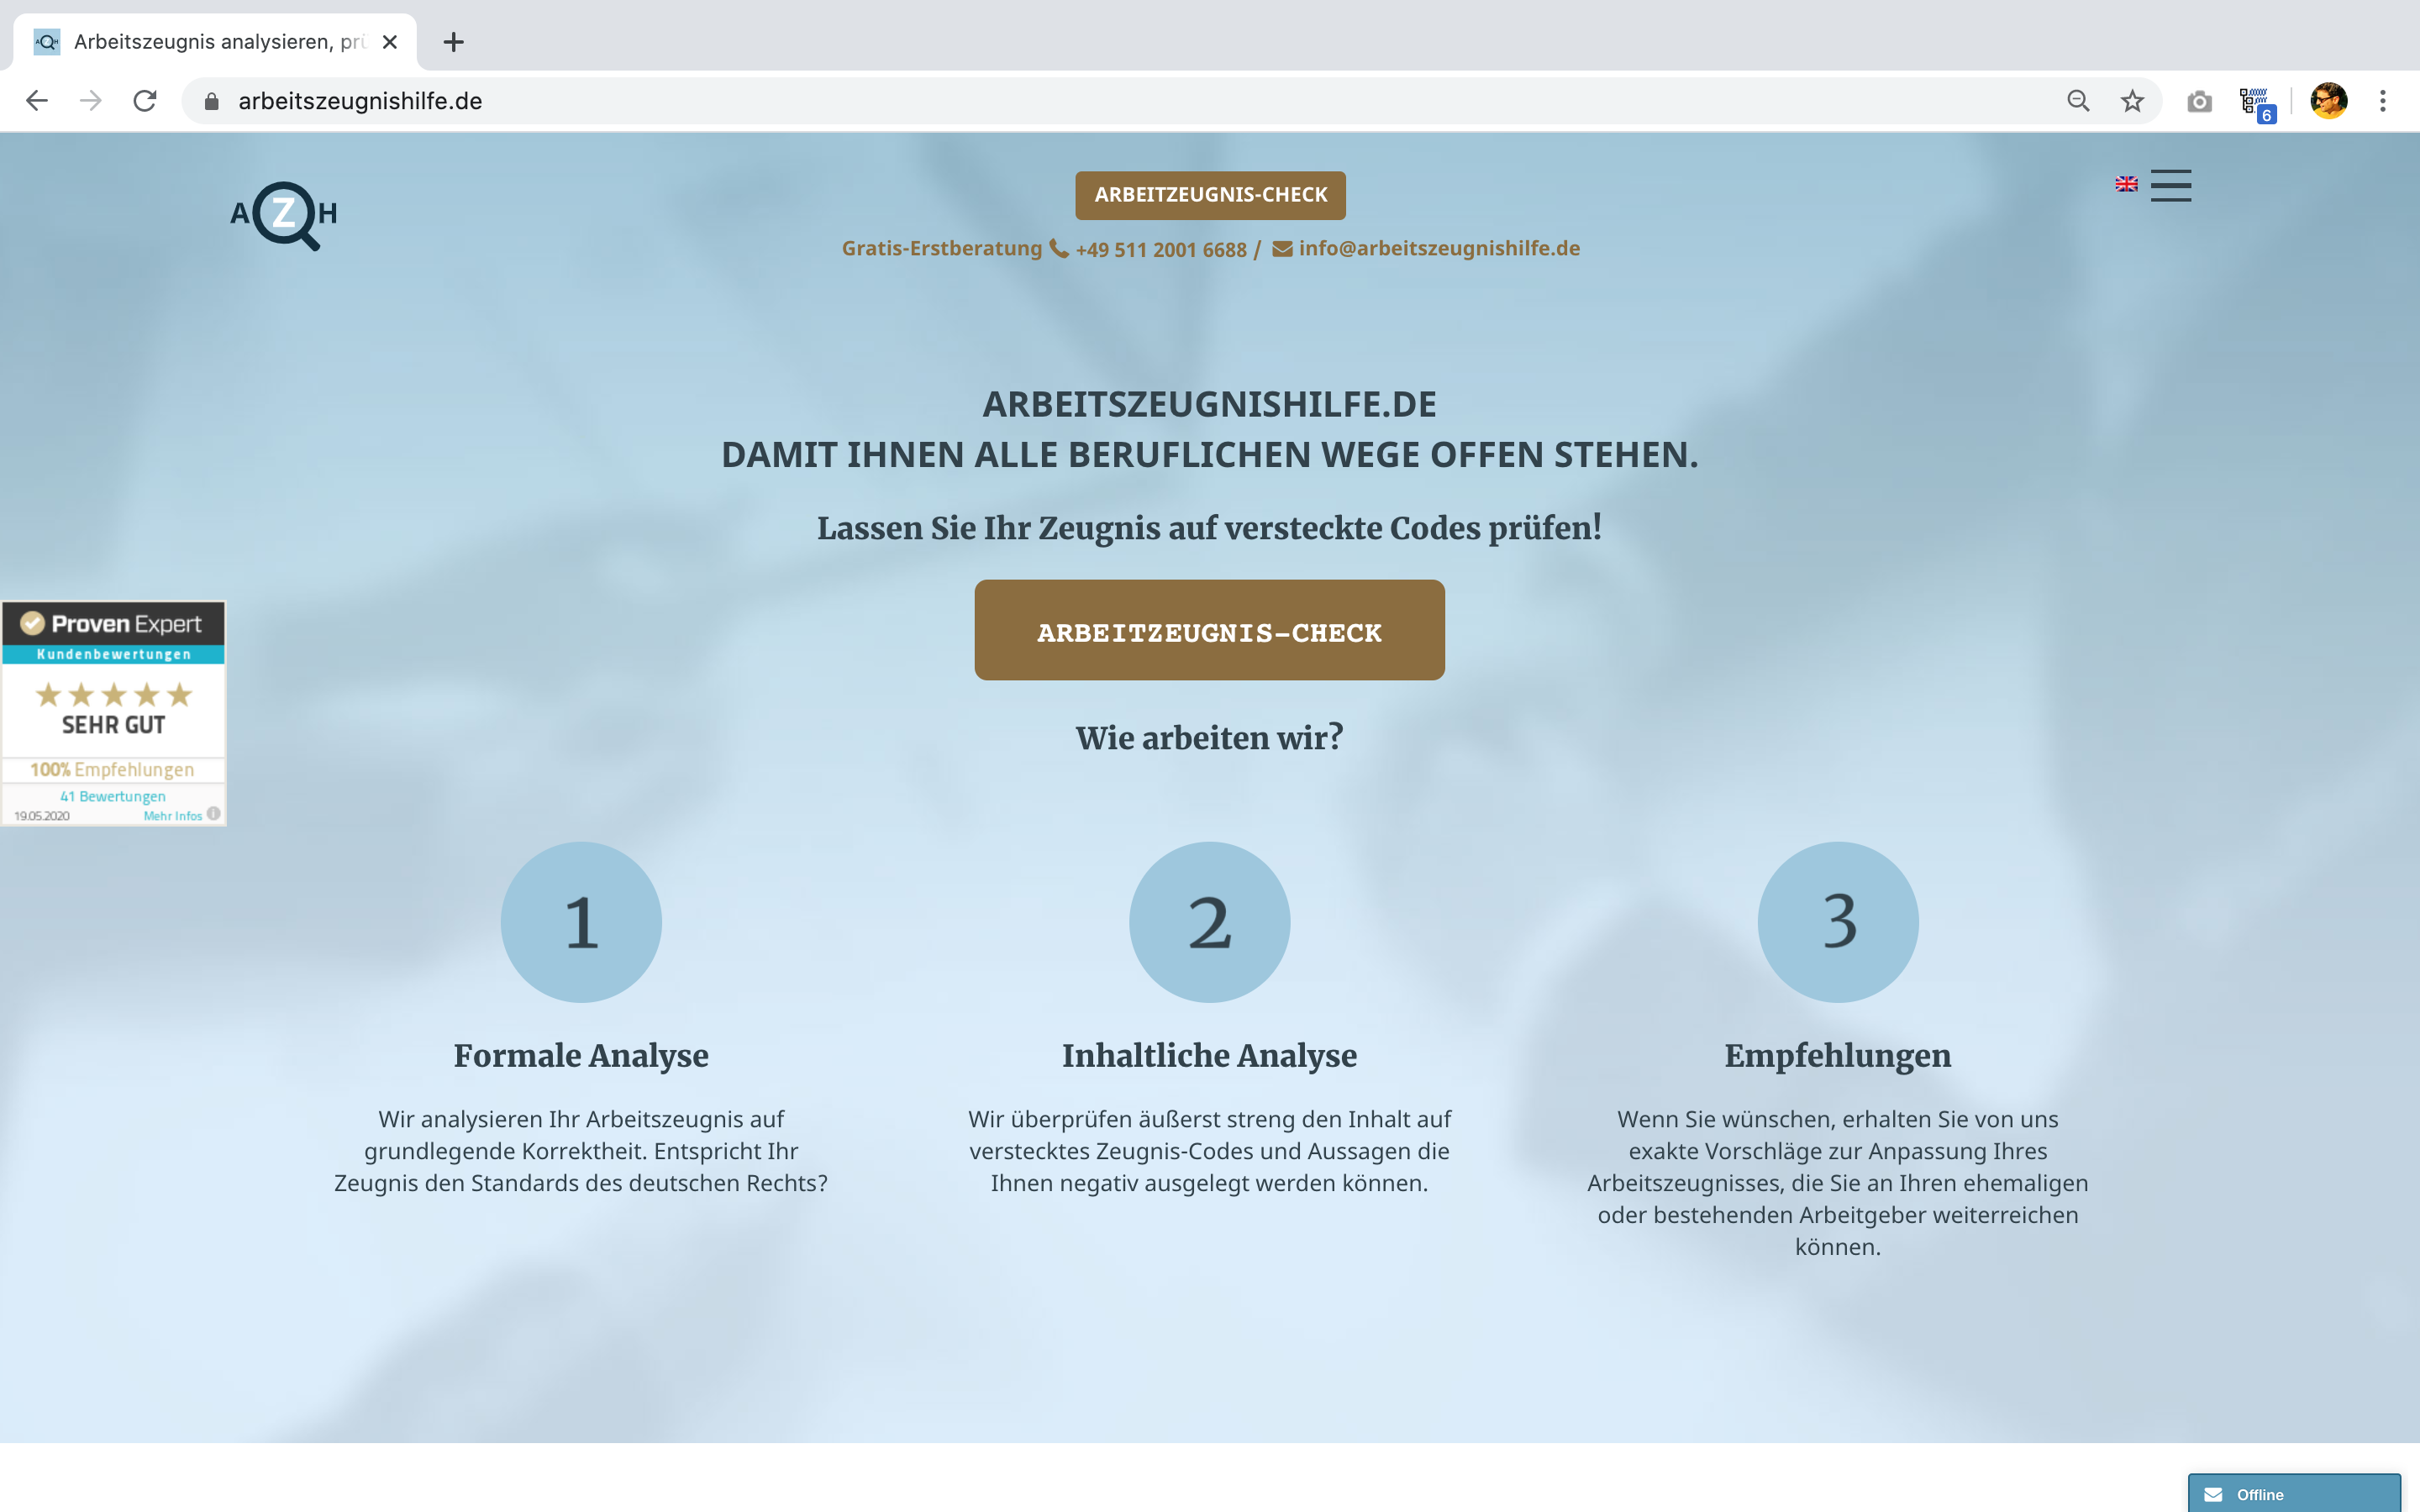 Arbeitszeugnis analysieren, prü
arbeitszeugnishilfe.de
6
A Z H
ARBEITZEUGNIS-CHECK
Gratis-Erstberatung +49 511 2001 6688 / info@arbeitszeugnishilfe.de
ARBEITSZEUGNISHILFE.DE
DAMIT IHNEN ALLE BERUFLICHEN WEGE OFFEN STEHEN.
Lassen Sie Ihr Zeugnis auf versteckte Codes prüfen!
ARBEITZEUGNIS-CHECK
Wie arbeiten wir?
Proven Expert
Kundenbewertungen
SEHR GUT
100% Empfehlungen
41 Bewertungen
19.05.2020 Mehr Infos i
1
Formale Analyse
Wir analysieren Ihr Arbeitszeugnis auf
grundlegende Korrektheit. Entspricht Ihr
Zeugnis den Standards des deutschen Rechts?
2
Inhaltliche Analyse
Wir überprüfen äußerst streng den Inhalt auf
verstecktes Zeugnis-Codes und Aussagen die
Ihnen negativ ausgelegt werden können.
3
Empfehlungen
Wenn Sie wünschen, erhalten Sie von uns
exakte Vorschläge zur Anpassung Ihres
Arbeitszeugnisses, die Sie an Ihren ehemaligen
oder bestehenden Arbeitgeber weiterreichen
können.
Offline